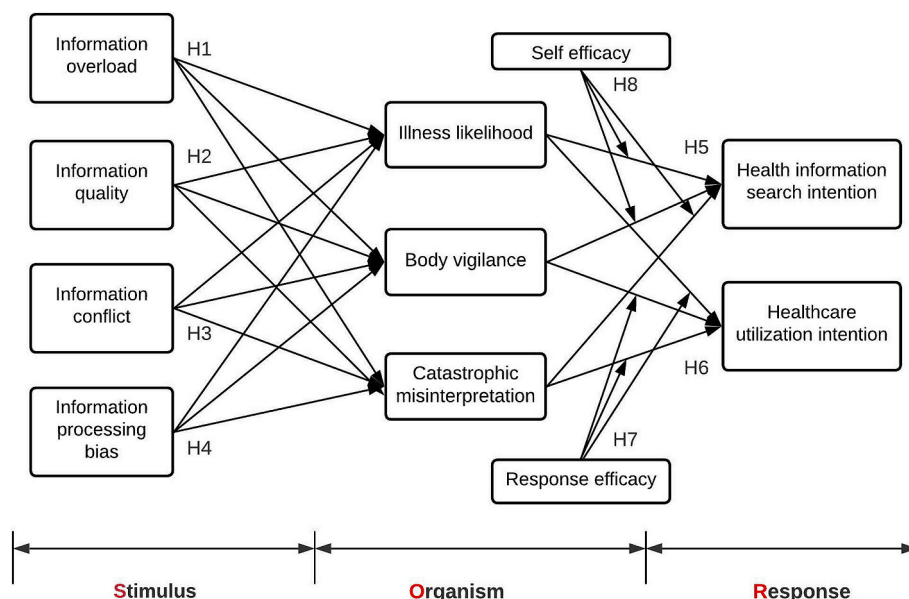 Information
overload
H1
Information
quality
H2
Information
conflict
H3
Information
processing
bias
H4
Illness likelihood
Body vigilance
Catastrophic
misinterpretation
Self efficacy
H8
Response efficacy
H7
H5
Health information
search intention
Healthcare
utilization intention
H6
Stimulus
Organism
Response